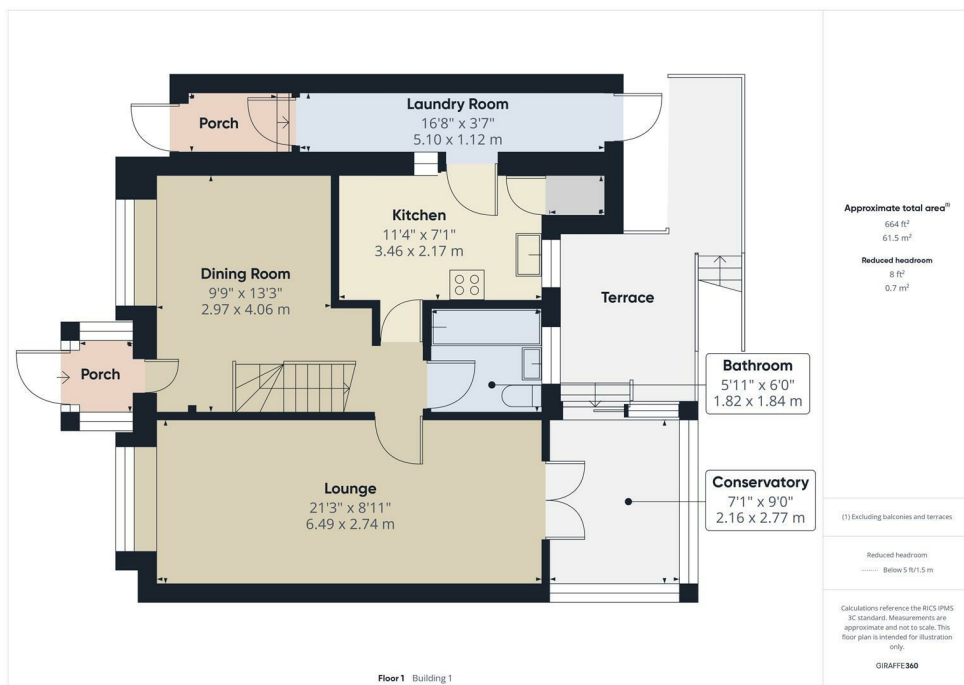 Porch
Laundry Room
16'8" x 3'7"
5.10 x 1.12 m
Kitchen
11'4" x 7'1"
3.46 x 2.17 m
Dining Room
9'9" x 13'3"
2.97 x 4.06 m
Terrace
Porch
Bathroom
5'11" x 6'0"
1.82 x 1.84 m
Lounge
21'3" x 8'11"
6.49 x 2.74 m
Conservatory
7'1" x 9'0"
2.16 x 2.77 m
Floor 1 Building 1
Approximate total area(1)
664 ft²
61.5 m²
Reduced headroom
8 ft²
0.7 m²
(1) Excluding balconies and terraces
Reduced headroom
Below 5 ft/1.5 m
Calculations reference the RICS IPMS
3C standard. Measurements are
approximate and not to scale. This
floor plan is intended for illustration
only.
GIRAFFE360